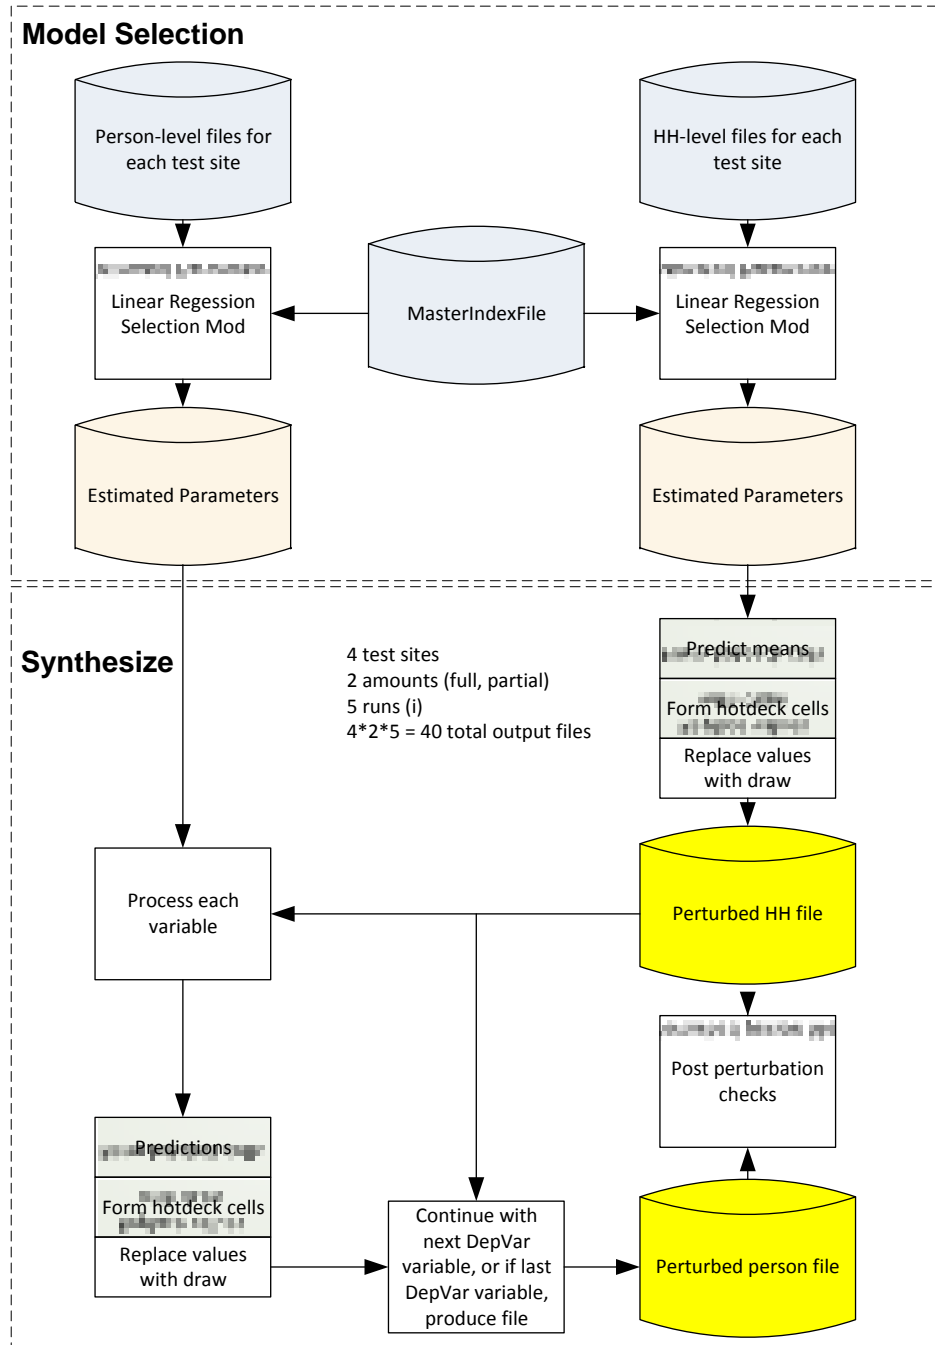 Model Selection
Person-level files for
each test site
HH-level files for each
test site
Linear Regression
Selection Mod
MasterIndexFile
Linear Regression
Selection Mod
Estimated Parameters
Estimated Parameters
Synthesize
4 test sites
2 amounts (full, partial)
5 runs (i)
4*2*5 = 40 total output files
Predict means
Form hotdeck cells
Replace values
with draw
Process each
variable
Perturbed HH file
Post perturbation
checks
Predictions
Form hotdeck cells
Replace values
with draw
Continue with
next DepVar
variable, or if last
DepVar variable,
produce file
Perturbed person file